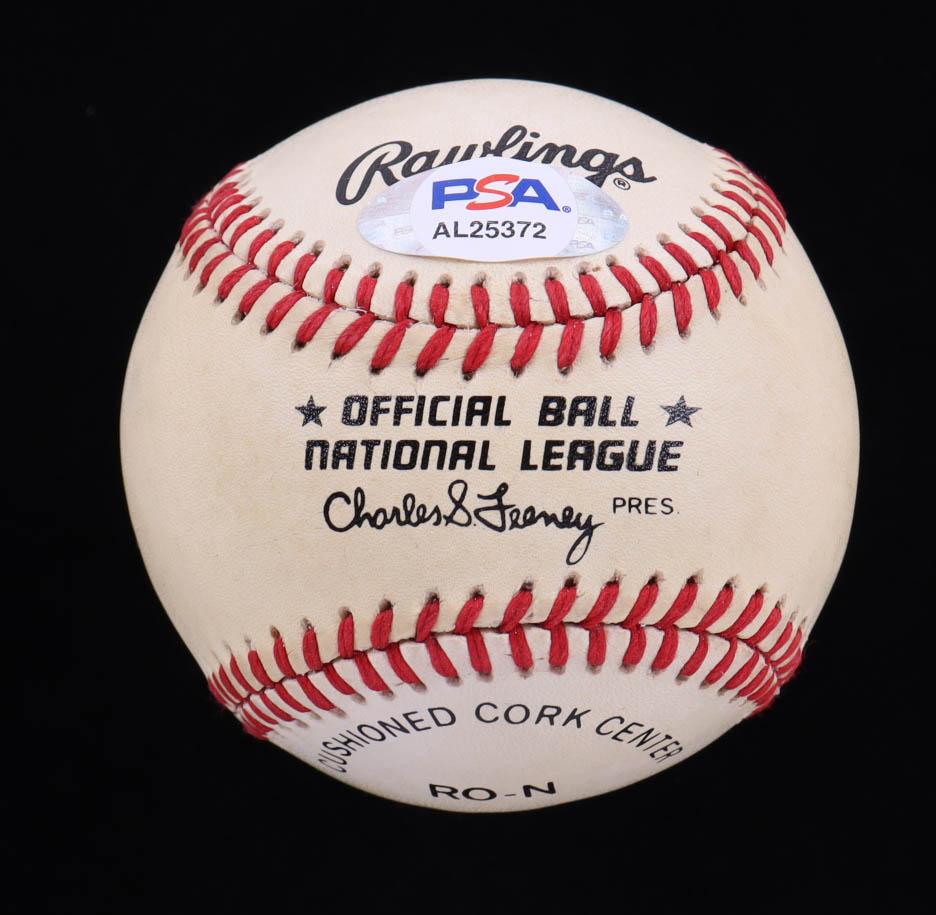 Rawlings®
PSA®
AL25372
★ OFFICIAL BALL ★
NATIONAL LEAGUE
Charles S. Feeney PRES.
CUSHIONED CORK CENTER
RO-N